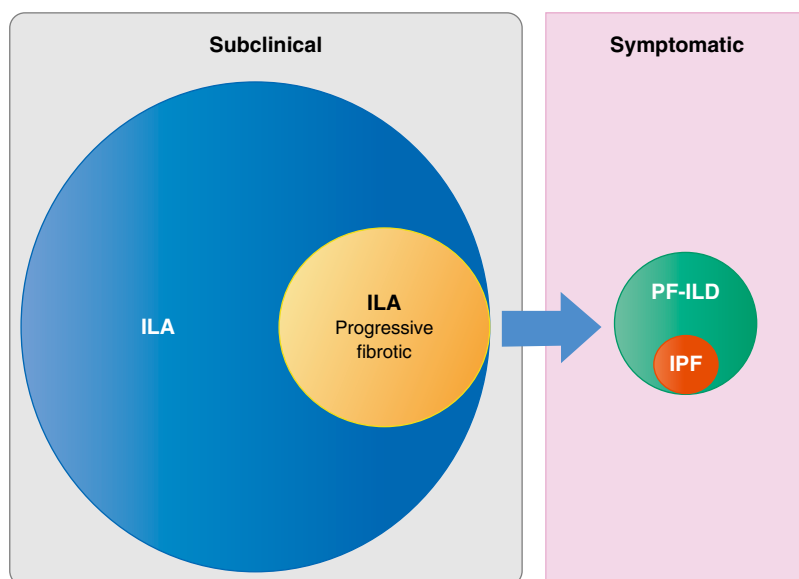 Subclinical
Symptomatic
ILA
ILA
Progressive
fibrotic
PF-ILD
IPF